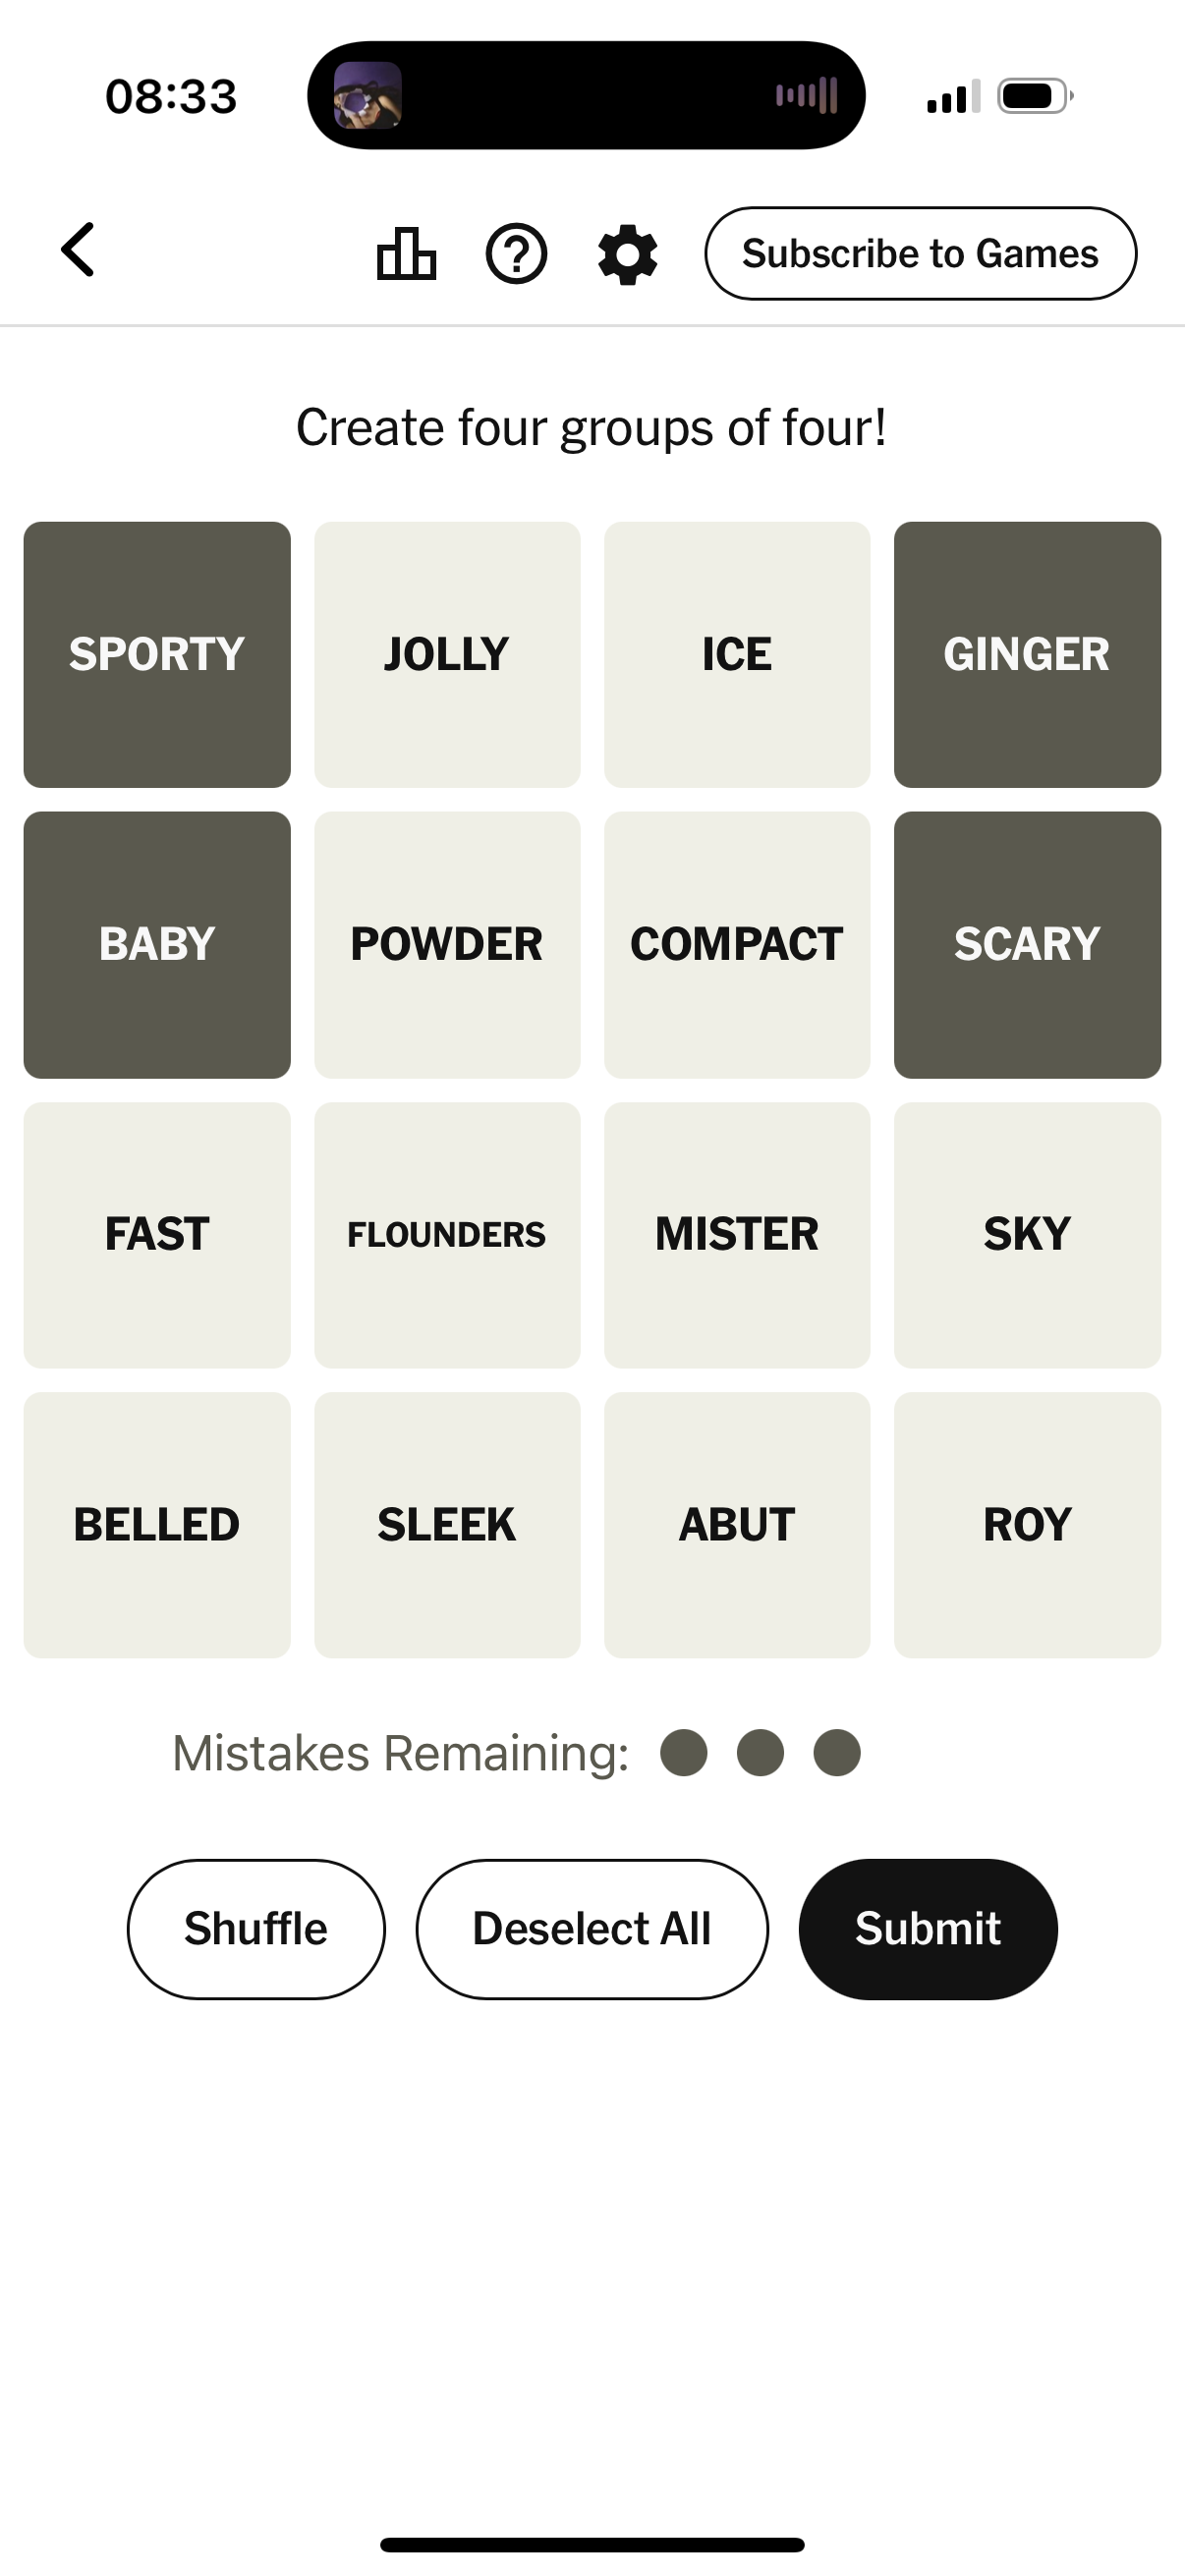 08:33
Subscribe to Games
Create four groups of four!
SPORTY JOLLY ICE GINGER
BABY POWDER COMPACT SCARY
FAST FLOUNDERS MISTER SKY
BELLED SLEEK ABUT ROY
Mistakes Remaining:
Shuffle Deselect All Submit